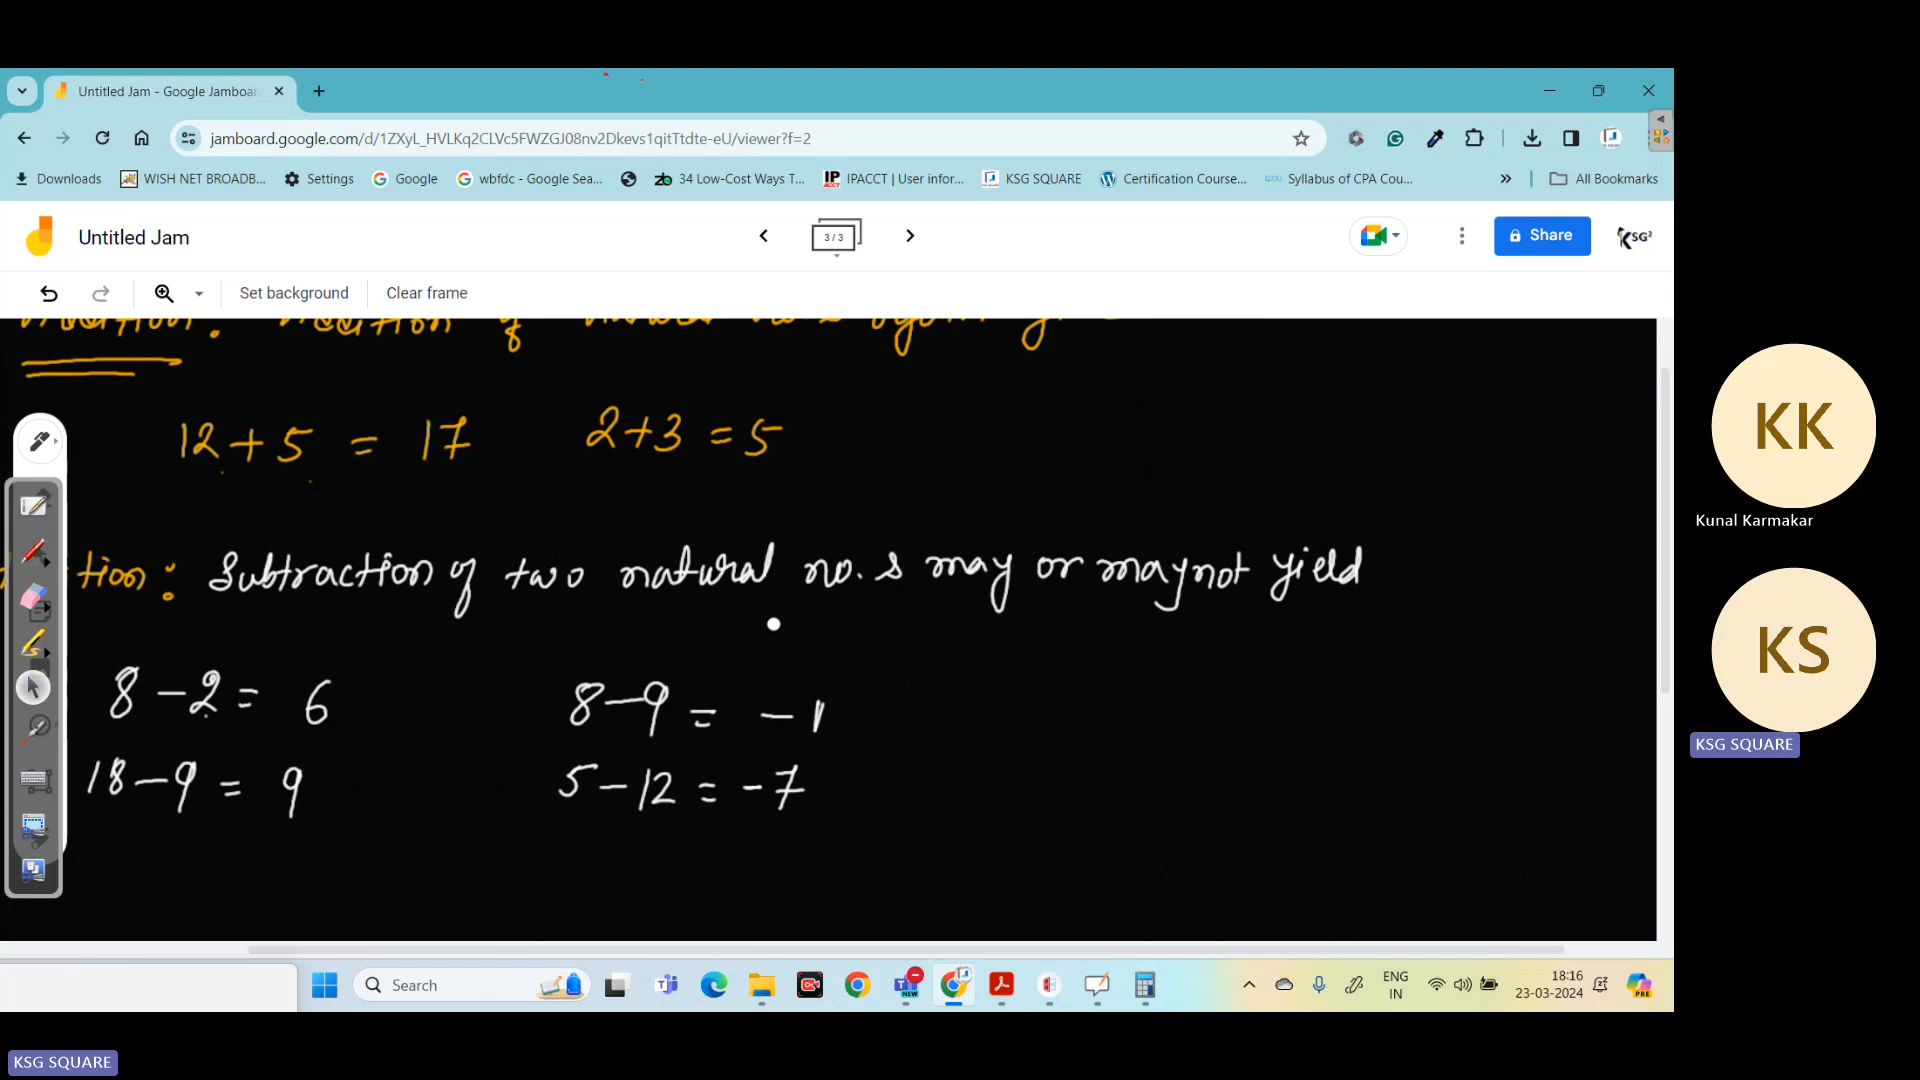 Untitled Jam - Google Jamboar
jamboard.google.com/d/1ZXyL_HVLKq2CLVc5FWZGJ08nv2Dkevs1qitTtdte-eU/viewer?f=2
Downloads WISH NET BROADB... Settings Google wbfdc - Google Sea... 34 Low-Cost Ways T... IPACCT | User infor... KSG SQUARE Certification Course... Syllabus of CPA Cou... » All Bookmarks
Untitled Jam 3 / 3 Share KSG²
Set background Clear frame
12 + 5 = 17 2 + 3 = 5
tion: Subtraction of two natural no.s may or may not yield
8 - 2 = 6 8 - 9 = - 1
18 - 9 = 9 5 - 12 = - 7
KK
Kunal Karmakar
KS
KSG SQUARE
Search ENG IN 18:16 23-03-2024
KSG SQUARE